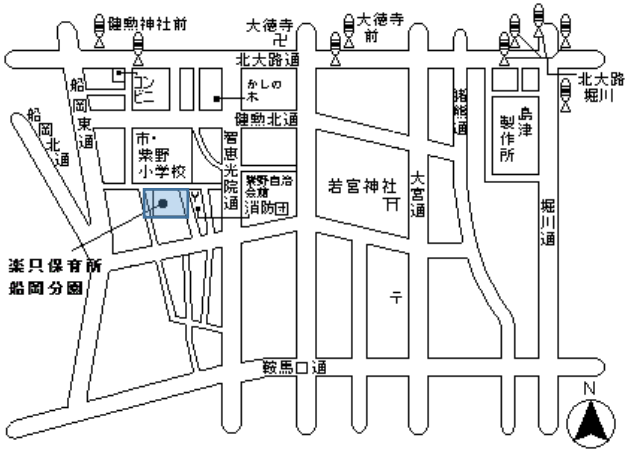 健勲神社前
大徳寺
卍
大徳寺
前
北大路通
北大路
堀川
船岡東通
コン
ビニ
かしの
木
船岡北通
健勲北通
猪熊通
島津
製作所
市・
紫野
小学校
智恵光院通
紫野自治
会館
消防団
若宮神社
大宮通
堀川通
楽只保育所
船岡分園
〒
鞍馬口通
N